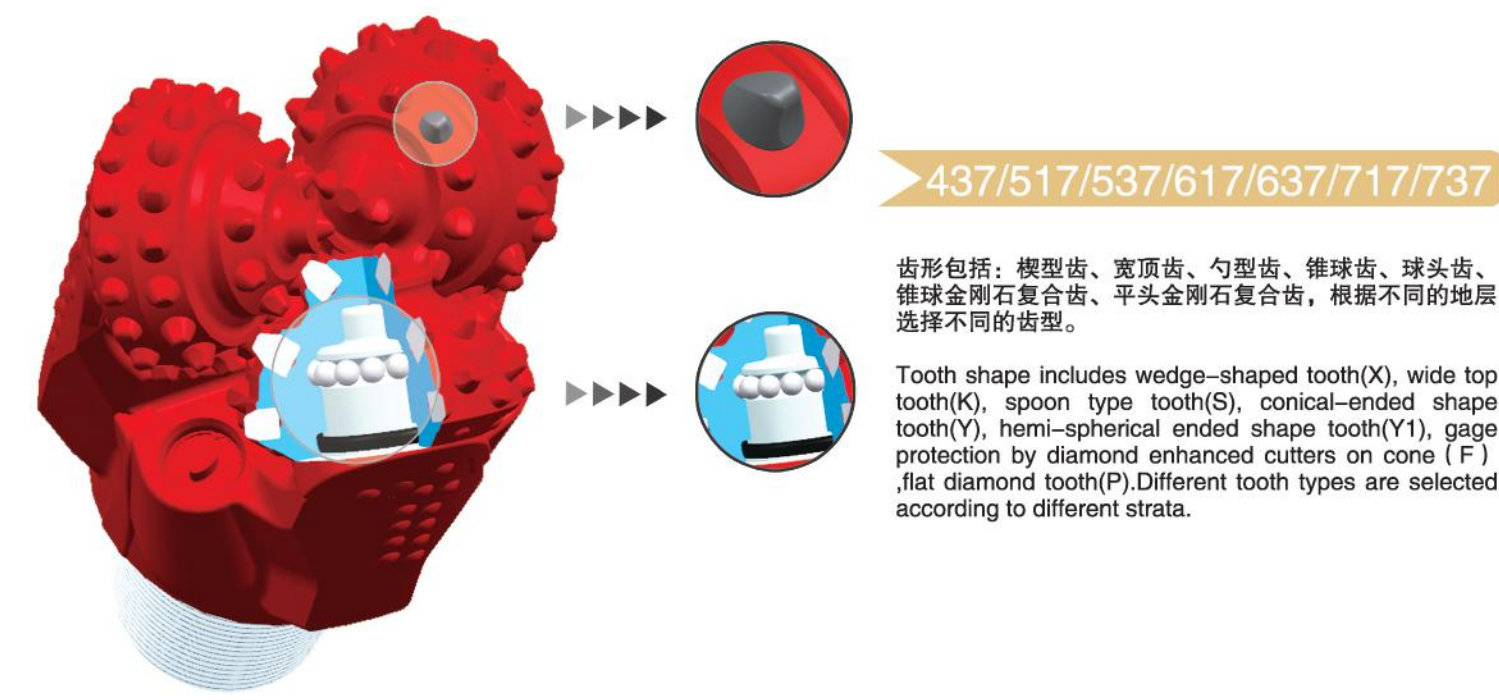 437/517/537/617/637/717/737
齿形包括：楔型齿、宽顶齿、勺型齿、锥球齿、球头齿、
锥球金刚石复合齿、平头金刚石复合齿，根据不同的地层
选择不同的齿型。
Tooth shape includes wedge–shaped tooth(X), wide top
tooth(K), spoon type tooth(S), conical–ended shape
tooth(Y), hemi–spherical ended shape tooth(Y1), gage
protection by diamond enhanced cutters on cone（F）
,flat diamond tooth(P).Different tooth types are selected
according to different strata.